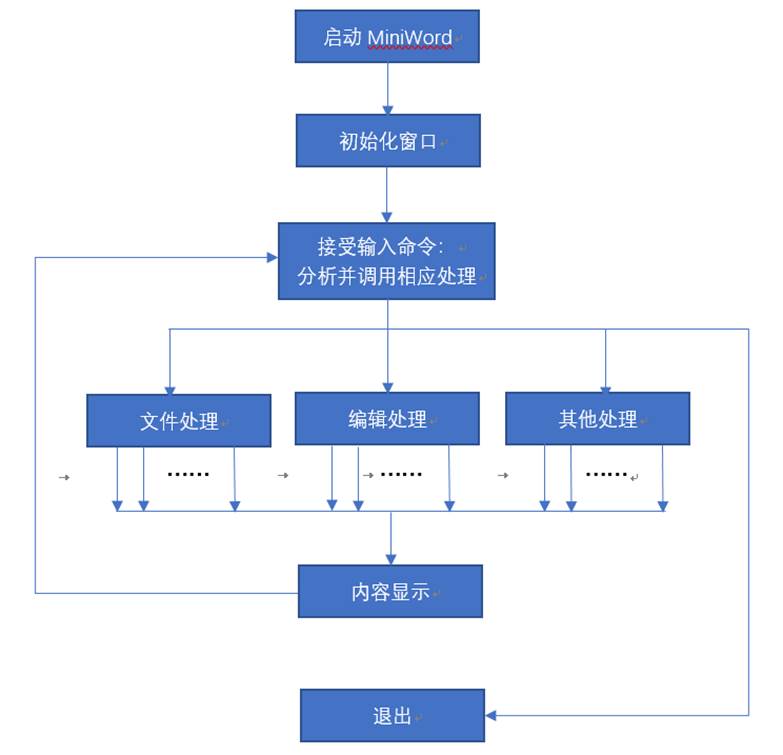 启动 MiniWord
初始化窗口
接受输入命令：
分析并调用相应处理
文件处理
编辑处理
其他处理
……
……
……
内容显示
退出